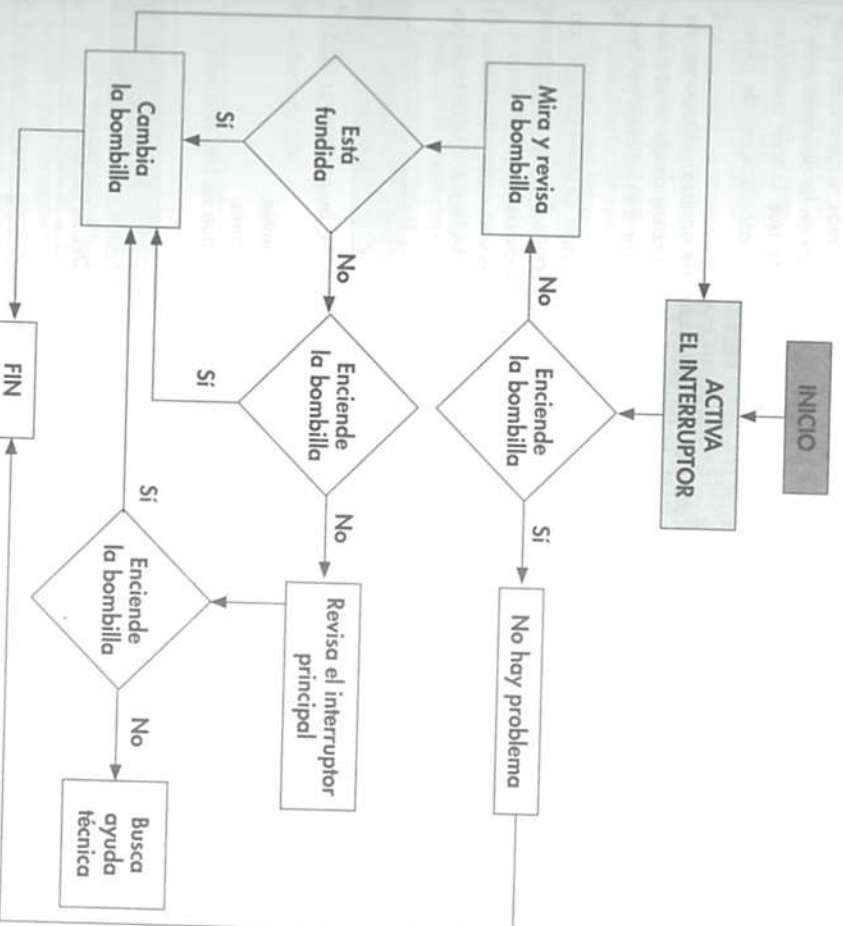 INICIO
ACTIVA
EL INTERRUPTOR
Enciende
la bombilla
No
Sí
Mira y revisa
la bombilla
No hay problema
Está
fundida
No
Enciende
la bombilla
No
Revisa el interruptor
principal
Sí
Sí
Cambia
la bombilla
Sí
Enciende
la bombilla
No
Busca
ayuda
técnica
FIN